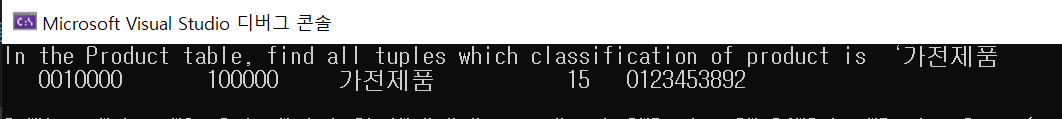 Microsoft Visual Studio 디버그 콘솔
In the Product table, find all tuples which classification of product is ‘가전제품
0010000 100000 가전제품 15 0123453892